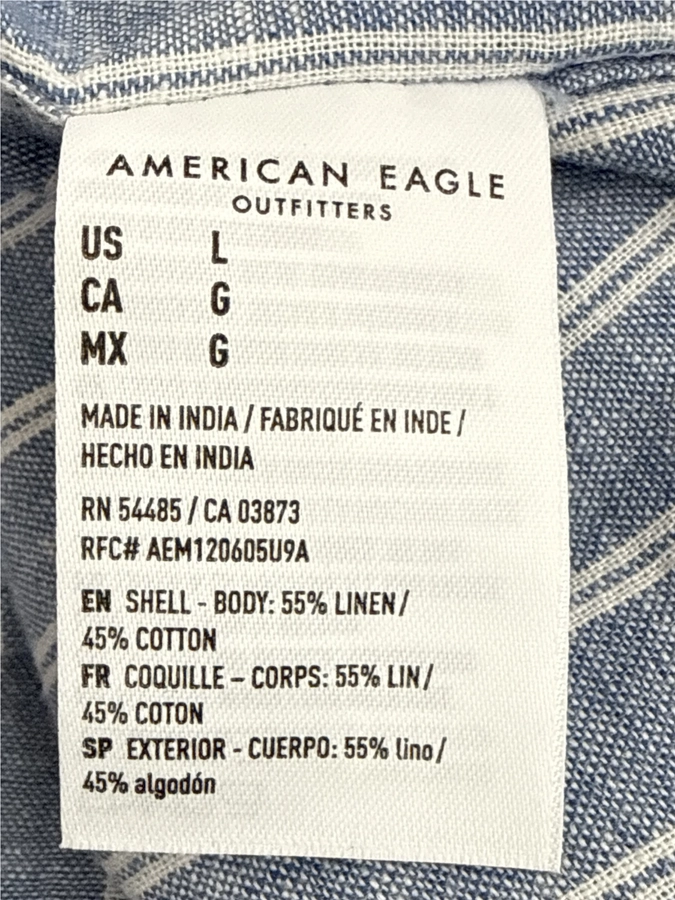 AMERICAN EAGLE
OUTFITTERS
US L
CA G
MX G
MADE IN INDIA / FABRIQUÉ EN INDE /
HECHO EN INDIA
RN 54485 / CA 03873
RFC# AEM120605U9A
EN SHELL - BODY: 55% LINEN/
45% COTTON
FR COQUILLE – CORPS: 55% LIN/
45% COTON
SP EXTERIOR - CUERPO: 55% lino/
45% algodón